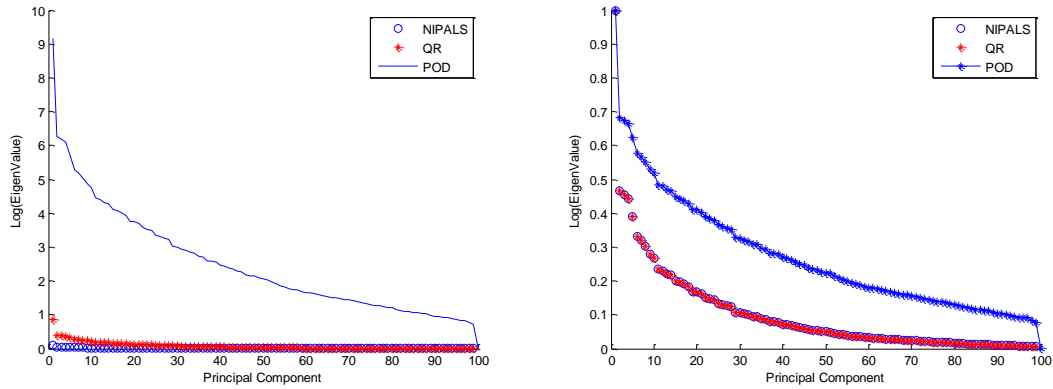 10
9
8
7
6
5
4
3
2
1
0
Log(EigenValue)
0 10 20 30 40 50 60 70 80 90 100
Principal Component
NIPALS
QR
POD
1
0.9
0.8
0.7
0.6
0.5
0.4
0.3
0.2
0.1
0
Log(EigenValue)
0 10 20 30 40 50 60 70 80 90 100
Principal Component
NIPALS
QR
POD